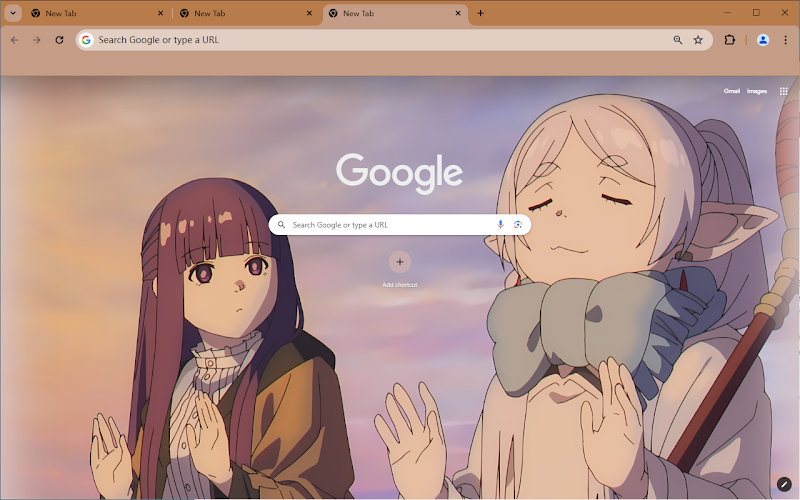 New Tab
New Tab
New Tab
Search Google or type a URL
Gmail Images
Google
Search Google or type a URL
Add shortcut